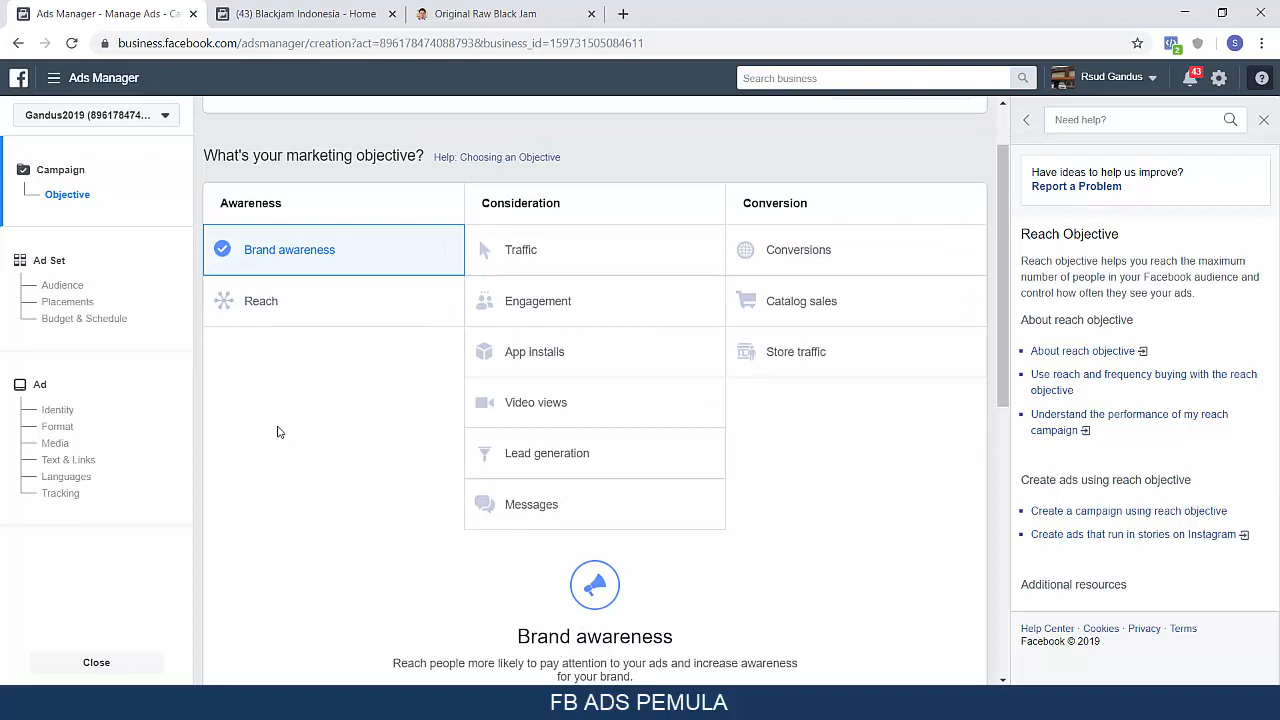 Ads Manager - Manage Ads - Ca
(43) Blackjam Indonesia - Home
Original Raw Black Jam
business.facebook.com/adsmanager/creation?act=896178474088793&business_id=159731505084611
2
S
Ads Manager
Search business
Rsud Gandus
43
Gandus2019 (896178474...
Campaign
Objective
Ad Set
Audience
Placements
Budget & Schedule
Ad
Identity
Format
Media
Text & Links
Languages
Tracking
Close
What's your marketing objective? Help: Choosing an Objective
Awareness
Consideration
Conversion
Brand awareness
Traffic
Conversions
Reach
Engagement
Catalog sales
App installs
Store traffic
Video views
Lead generation
Messages
Brand awareness
Reach people more likely to pay attention to your ads and increase awareness
for your brand.
Need help?
Have ideas to help us improve?
Report a Problem
Reach Objective
Reach objective helps you reach the maximum
number of people in your Facebook audience and
control how often they see your ads.
About reach objective
About reach objective
Use reach and frequency buying with the reach
objective
Understand the performance of my reach
campaign
Create ads using reach objective
Create a campaign using reach objective
Create ads that run in stories on Instagram
Additional resources
Help Center · Cookies · Privacy · Terms
Facebook © 2019
FB ADS PEMULA